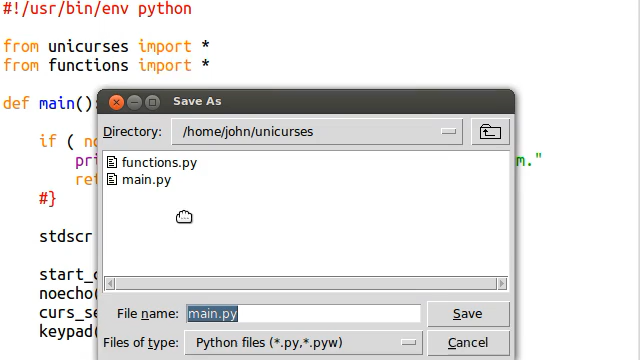 #!/usr/bin/env python
from unicurses import *
from functions import *
def main():
Save As
Directory: /home/john/unicurses
if ( no
functions.py
pri m."
main.py
ret
#}
stdscr
start_c
noecho(
File name: main.py Save
curs_se
keypad(
Files of type: Python files (*.py,*.pyw) Cancel